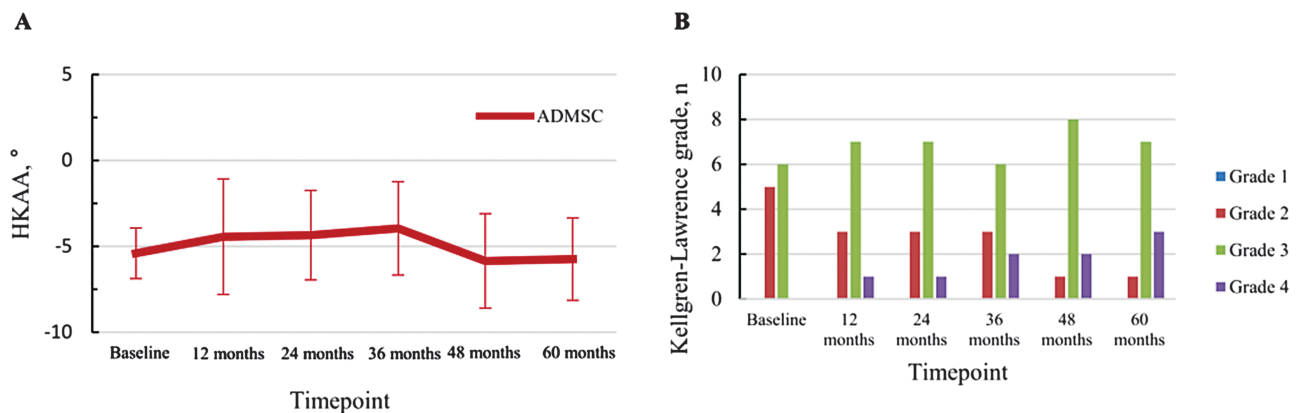 A
HKAA, °
5
0
-5
-10
ADMSC
Baseline 12 months 24 months 36 months 48 months 60 months
Timepoint
B
Kellgren-Lawrence grade, n
10
8
6
4
2
0
Baseline 12 24 36 48 60
months months months months months
Timepoint
Grade 1
Grade 2
Grade 3
Grade 4